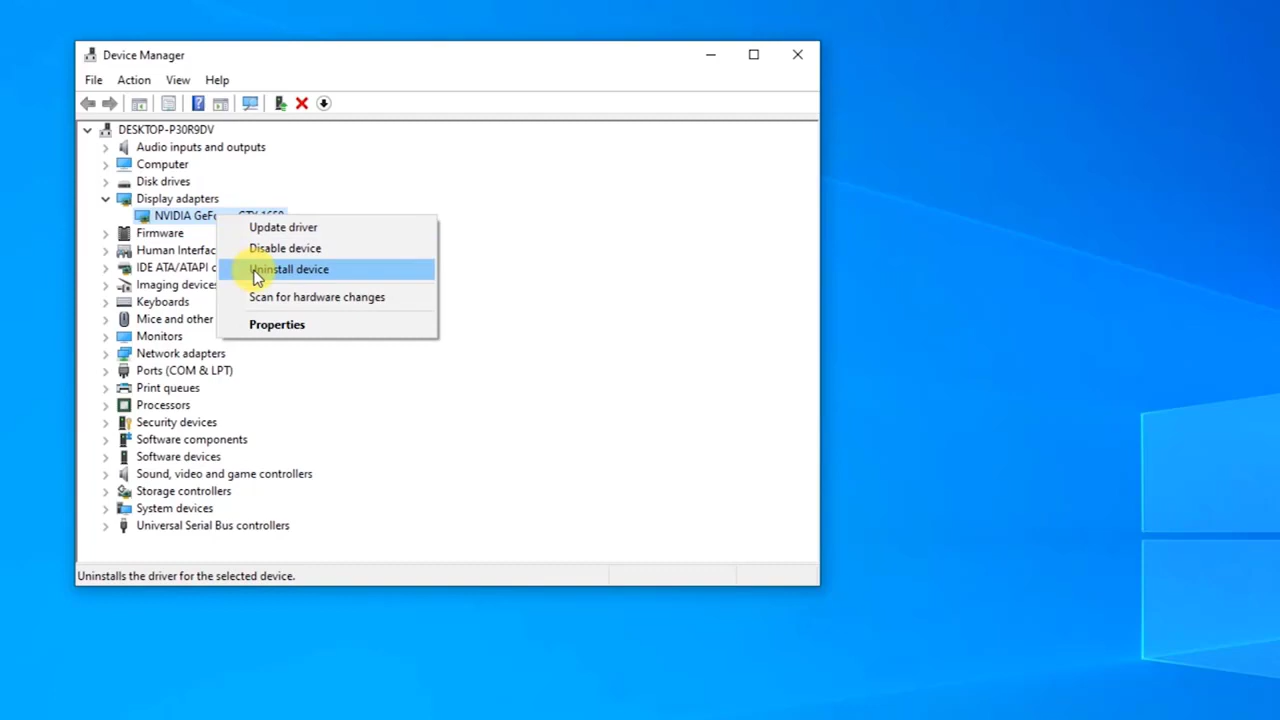 Device Manager
File Action View Help
DESKTOP-P30R9DV
Audio inputs and outputs
Computer
Disk drives
Display adapters
NVIDIA GeF
Update driver
Firmware
Disable device
Human Interfac
IDE ATA/ATAPI c
Uninstall device
Imaging devices
Scan for hardware changes
Keyboards
Mice and other
Properties
Monitors
Network adapters
Ports (COM & LPT)
Print queues
Processors
Security devices
Software components
Software devices
Sound, video and game controllers
Storage controllers
System devices
Universal Serial Bus controllers
Uninstalls the driver for the selected device.